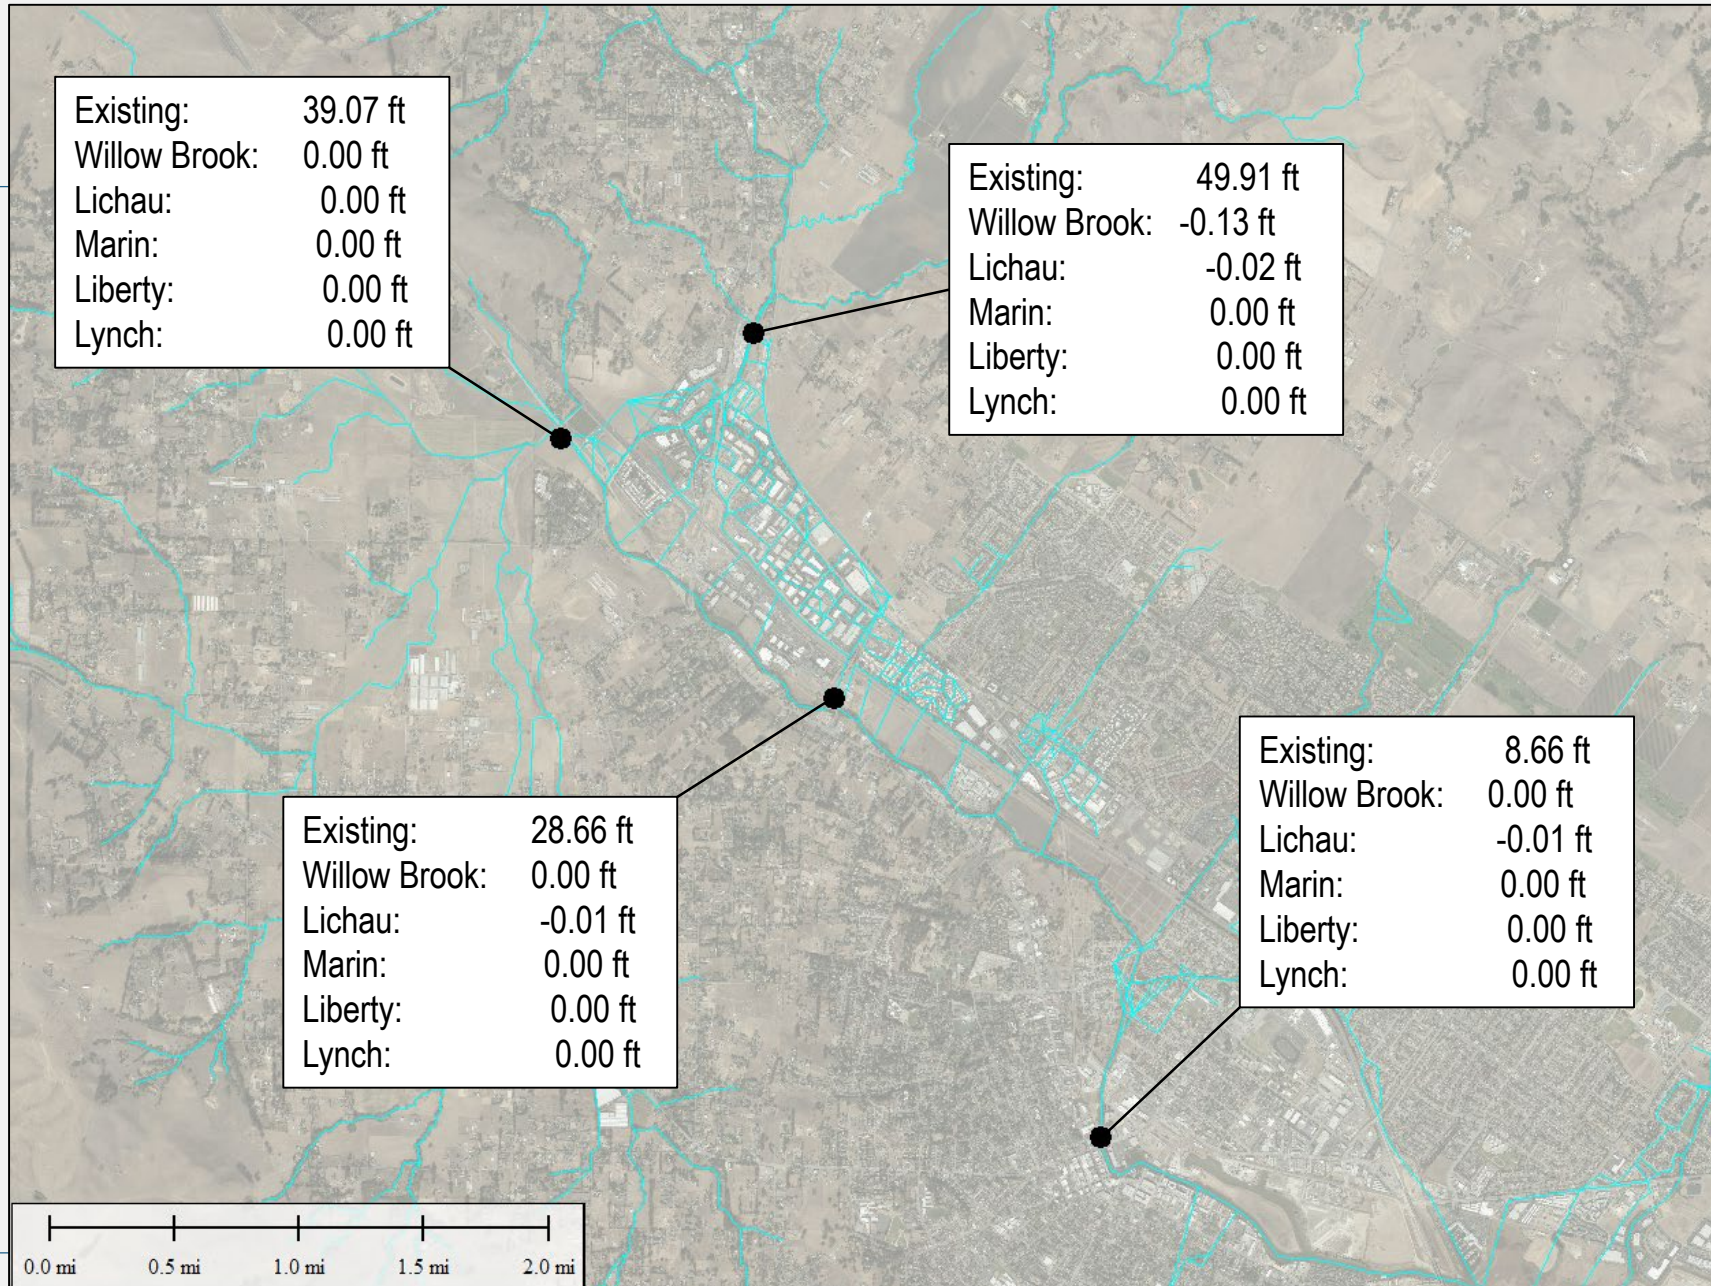 Existing: 39.07 ft
Willow Brook: 0.00 ft
Lichau: 0.00 ft
Marin: 0.00 ft
Liberty: 0.00 ft
Lynch: 0.00 ft
Existing: 49.91 ft
Willow Brook: -0.13 ft
Lichau: -0.02 ft
Marin: 0.00 ft
Liberty: 0.00 ft
Lynch: 0.00 ft
Existing: 28.66 ft
Willow Brook: 0.00 ft
Lichau: -0.01 ft
Marin: 0.00 ft
Liberty: 0.00 ft
Lynch: 0.00 ft
Existing: 8.66 ft
Willow Brook: 0.00 ft
Lichau: -0.01 ft
Marin: 0.00 ft
Liberty: 0.00 ft
Lynch: 0.00 ft
0.0 mi 0.5 mi 1.0 mi 1.5 mi 2.0 mi